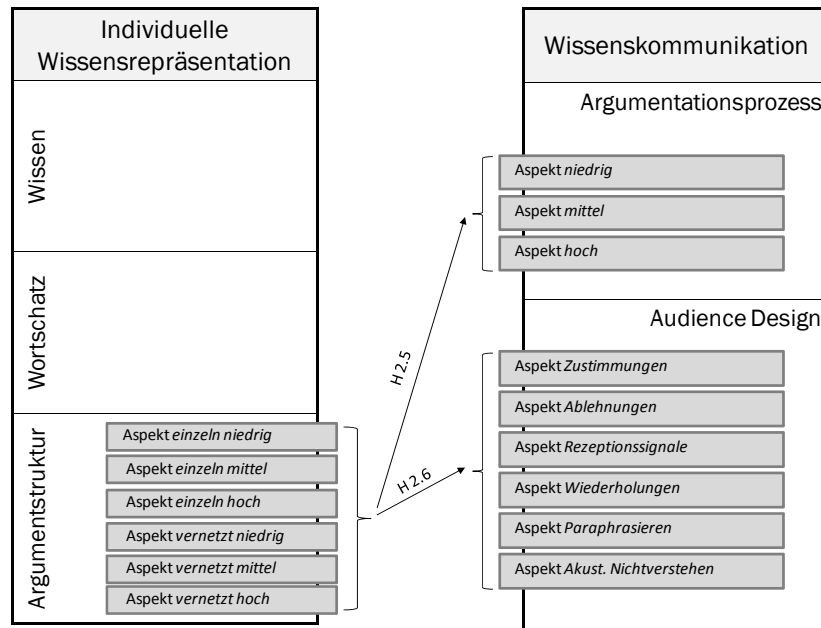 Individuelle
Wissensrepräsentation
Wissen
Wortschatz
Argumentstruktur
Aspekt einzeln niedrig
Aspekt einzeln mittel
Aspekt einzeln hoch
Aspekt vernetzt niedrig
Aspekt vernetzt mittel
Aspekt vernetzt hoch
H 2.5
H 2.6
Wissenskommunikation
Argumentationsprozess
Aspekt niedrig
Aspekt mittel
Aspekt hoch
Audience Design
Aspekt Zustimmungen
Aspekt Ablehnungen
Aspekt Rezeptionssignale
Aspekt Wiederholungen
Aspekt Paraphrasieren
Aspekt Akust. Nichtverstehen